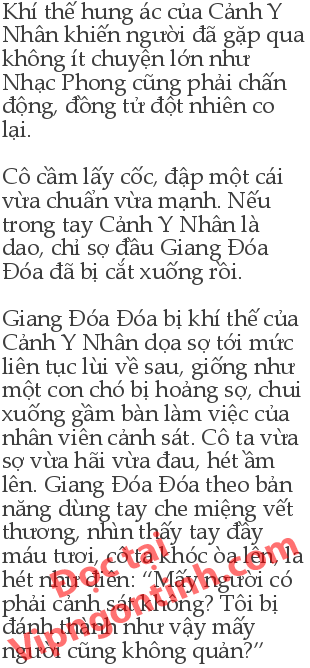 Khí thế hung ác của Cảnh Y
Nhân khiến người đã gặp qua
không ít chuyện lớn như
Nhạc Phong cũng phải chấn
động, đồng tử đột nhiên co
lại.
Cô cầm lấy cốc, đập một cái
vừa chuẩn vừa mạnh. Nếu
trong tay Cảnh Y Nhân là
dao, chỉ sợ đầu Giang Đóa
Đóa đã bị cắt xuống rồi.
Giang Đóa Đóa bị khí thế của
Cảnh Y Nhân dọa sợ tới mức
liên tục lùi về sau, giống như
một con chó bị hoảng sợ, chui
xuống gầm bàn làm việc của
nhân viên cảnh sát. Cô ta vừa
sợ vừa hãi vừa đau, hét ầm
lên. Giang Đóa Đóa theo bản
năng dùng tay che miệng vết
thương, nhìn thấy tay đầy
máu tươi, cô ta khóc òa lên, la
hét như điên: “Mấy người có
phải cảnh sát không? Tôi bị
đánh thành như vậy mấy
người cũng không quản?”
Đọc tại
Vipngontinh.com